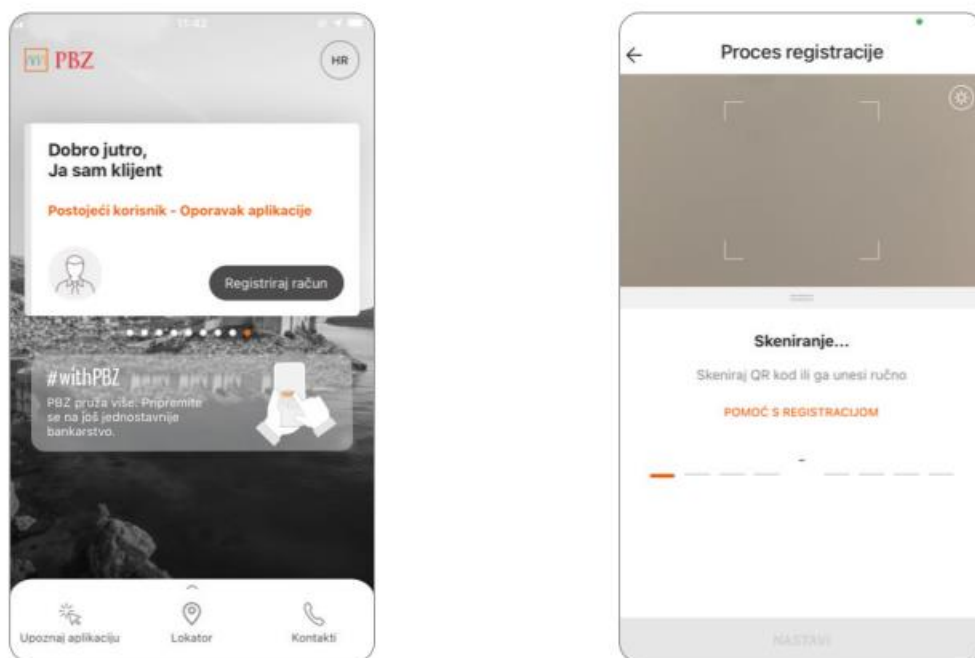 11:42
PBZ
HR
Dobro jutro,
Ja sam klijent
Postojeći korisnik - Oporavak aplikacije
Registriraj račun
#withPBZ
PBZ pruža više. Pripremite
se na još jednostavnije
bankarstvo.
Upoznaj aplikaciju
Lokator
Kontakti
Proces registracije
Skeniranje...
Skeniraj QR kod ili ga unesi ručno
POMOĆ S REGISTRACIJOM
-
NASTAVI